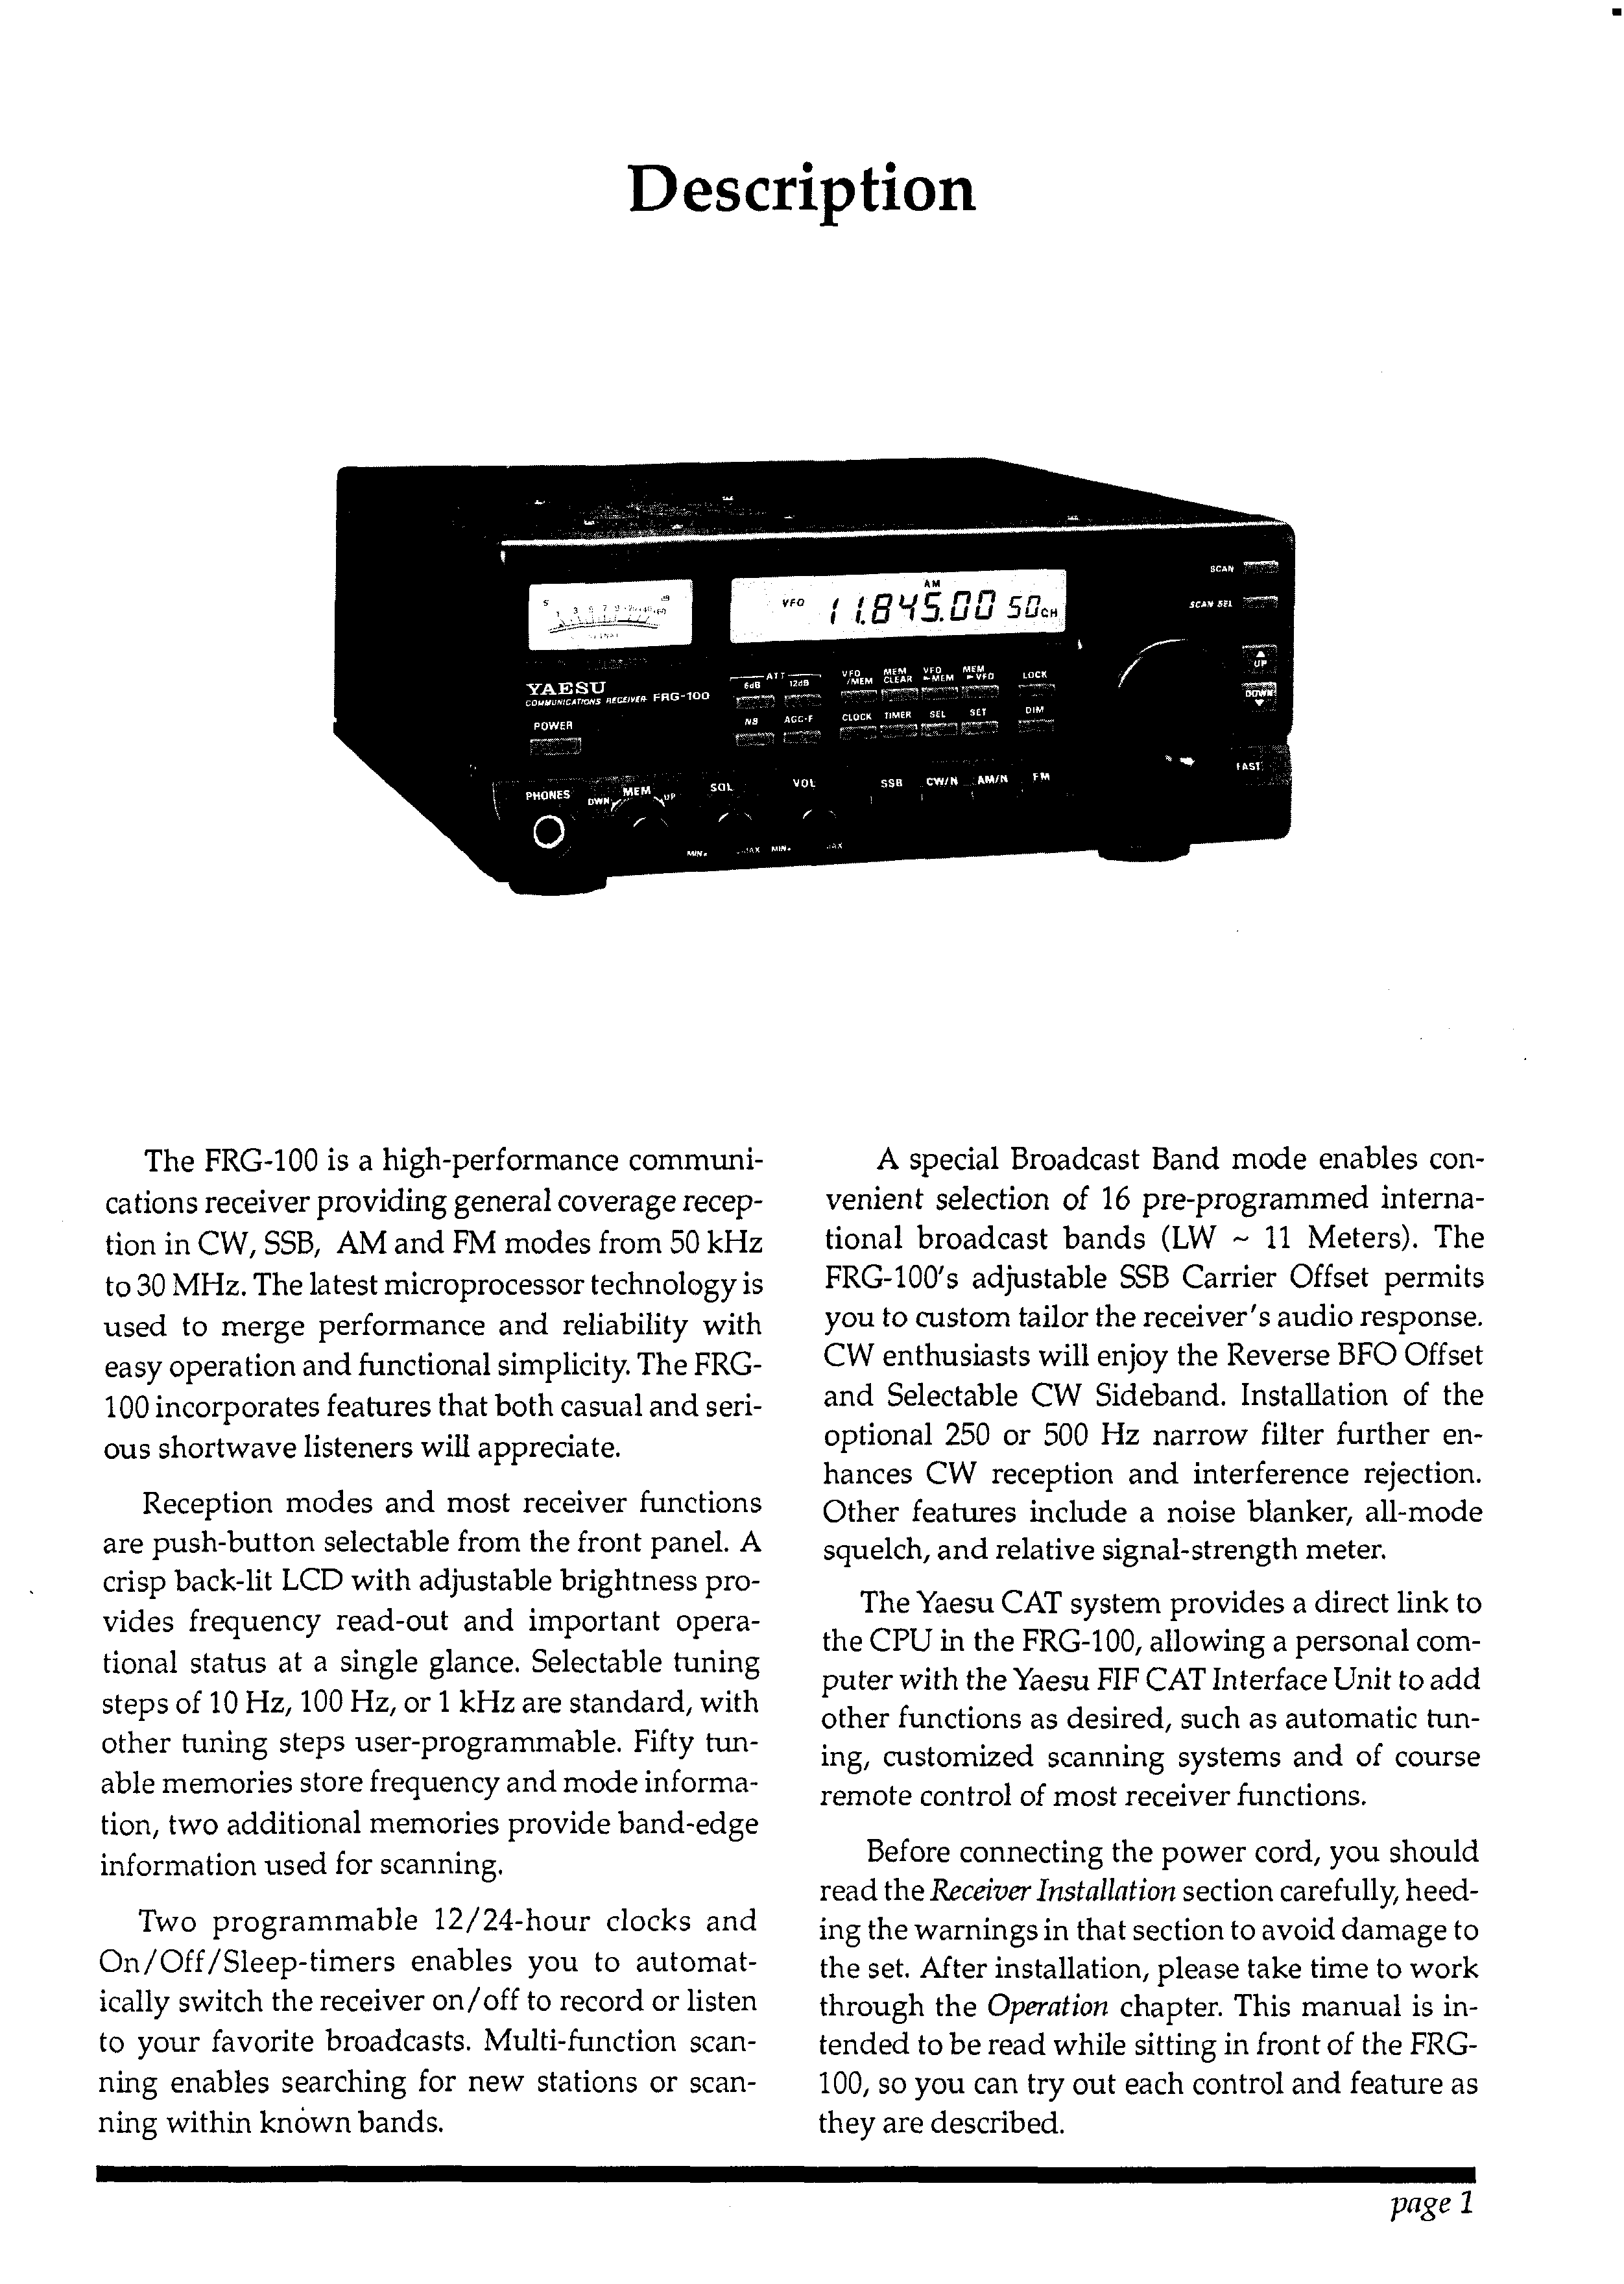 Description
SCAN
SCAN SEL
AM
VFO 11.845.00 50CH
S dB
1 3 5 7 9
UP
DOWN
FAST
YAESU
COMMUNICATIONS RECEIVER FRG-100
POWER
ATT
6dB 12dB
VFO/MEM MEM CLEAR VFO ►MEM MEM ►VFO LOCK
NB AGC-F CLOCK TIMER SEL SET DIM
PHONES DWN MEM UP SQL VOL SSB CW/N AM/N FM
MIN. MAX MIN. MAX
The FRG-100 is a high-performance communi-
cations receiver providing general coverage recep-
tion in CW, SSB, AM and FM modes from 50 kHz
to 30 MHz. The latest microprocessor technology is
used to merge performance and reliability with
easy operation and functional simplicity. The FRG-
100 incorporates features that both casual and seri-
ous shortwave listeners will appreciate.
Reception modes and most receiver functions
are push-button selectable from the front panel. A
crisp back-lit LCD with adjustable brightness pro-
vides frequency read-out and important opera-
tional status at a single glance. Selectable tuning
steps of 10 Hz, 100 Hz, or 1 kHz are standard, with
other tuning steps user-programmable. Fifty tun-
able memories store frequency and mode informa-
tion, two additional memories provide band-edge
information used for scanning.
Two programmable 12/24-hour clocks and
On/Off/Sleep-timers enables you to automat-
ically switch the receiver on/off to record or listen
to your favorite broadcasts. Multi-function scan-
ning enables searching for new stations or scan-
ning within known bands.
A special Broadcast Band mode enables con-
venient selection of 16 pre-programmed interna-
tional broadcast bands (LW ~ 11 Meters). The
FRG-100's adjustable SSB Carrier Offset permits
you to custom tailor the receiver's audio response.
CW enthusiasts will enjoy the Reverse BFO Offset
and Selectable CW Sideband. Installation of the
optional 250 or 500 Hz narrow filter further en-
hances CW reception and interference rejection.
Other features include a noise blanker, all-mode
squelch, and relative signal-strength meter.
The Yaesu CAT system provides a direct link to
the CPU in the FRG-100, allowing a personal com-
puter with the Yaesu FIF CAT Interface Unit to add
other functions as desired, such as automatic tun-
ing, customized scanning systems and of course
remote control of most receiver functions.
Before connecting the power cord, you should
read the Receiver Installation section carefully, heed-
ing the warnings in that section to avoid damage to
the set. After installation, please take time to work
through the Operation chapter. This manual is in-
tended to be read while sitting in front of the FRG-
100, so you can try out each control and feature as
they are described.
page 1